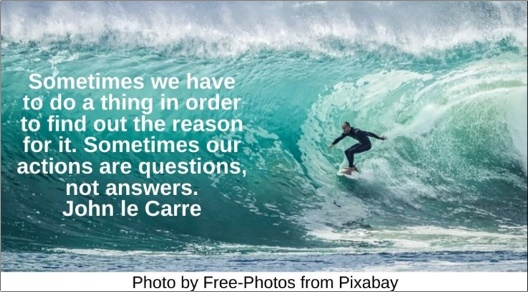 Sometimes we have
to do a thing in order
to find out the reason
for it. Sometimes our
actions are questions,
not answers.
John le Carre
Photo by Free-Photos from Pixabay